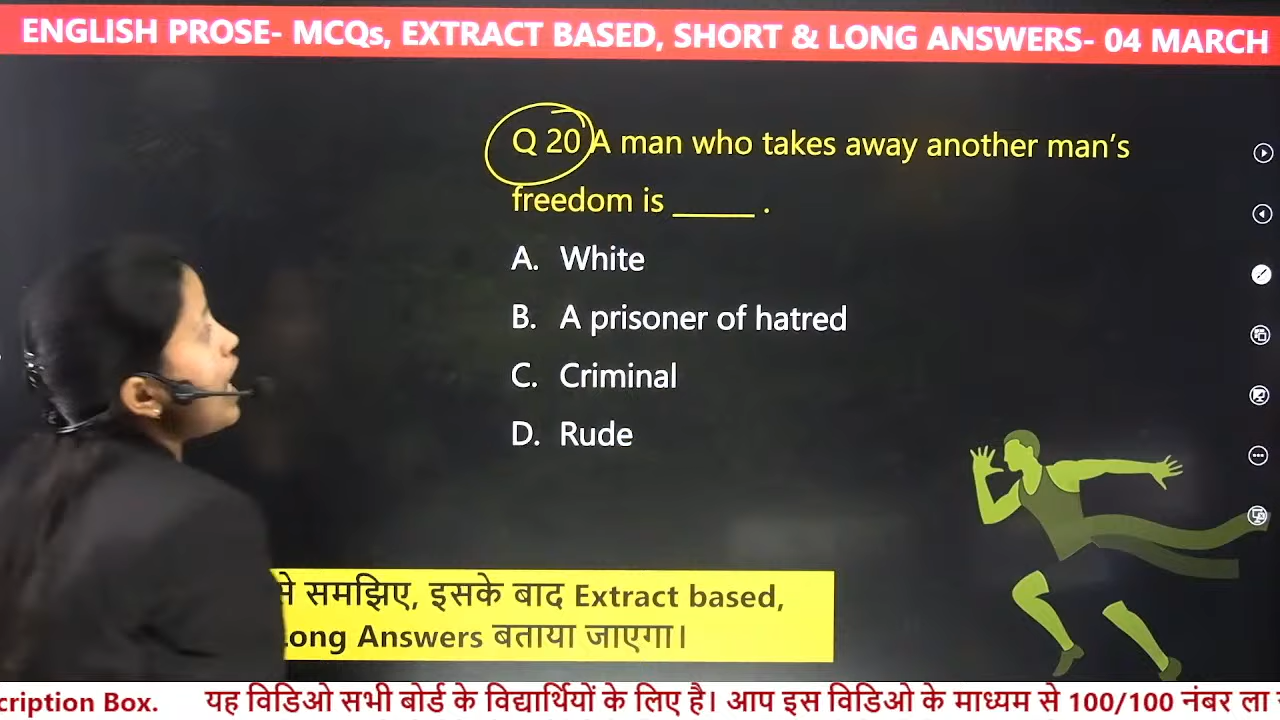 ENGLISH PROSE- MCQs, EXTRACT BASED, SHORT & LONG ANSWERS- 04 MARCH
Q 20 A man who takes away another man's
freedom is _____ .
A. White
B. A prisoner of hatred
C. Criminal
D. Rude
से समझिए, इसके बाद Extract based,
Long Answers बताया जाएगा।
cription Box. यह विडिओ सभी बोर्ड के विद्यार्थियों के लिए है। आप इस विडिओ के माध्यम से 100/100 नंबर ला